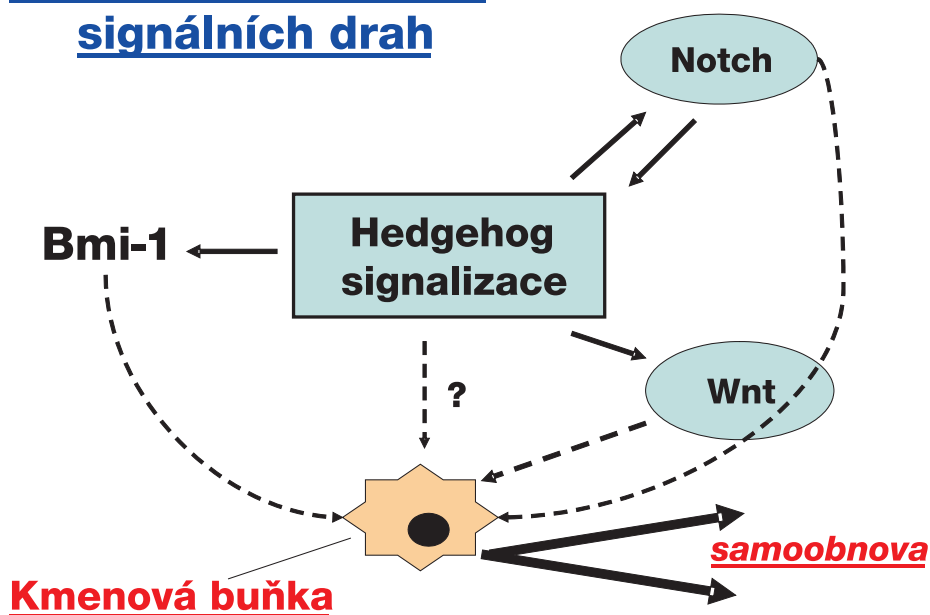 signálních drah
Notch
Hedgehog
signalizace
Bmi-1
?
Wnt
samoobnova
Kmenová buňka